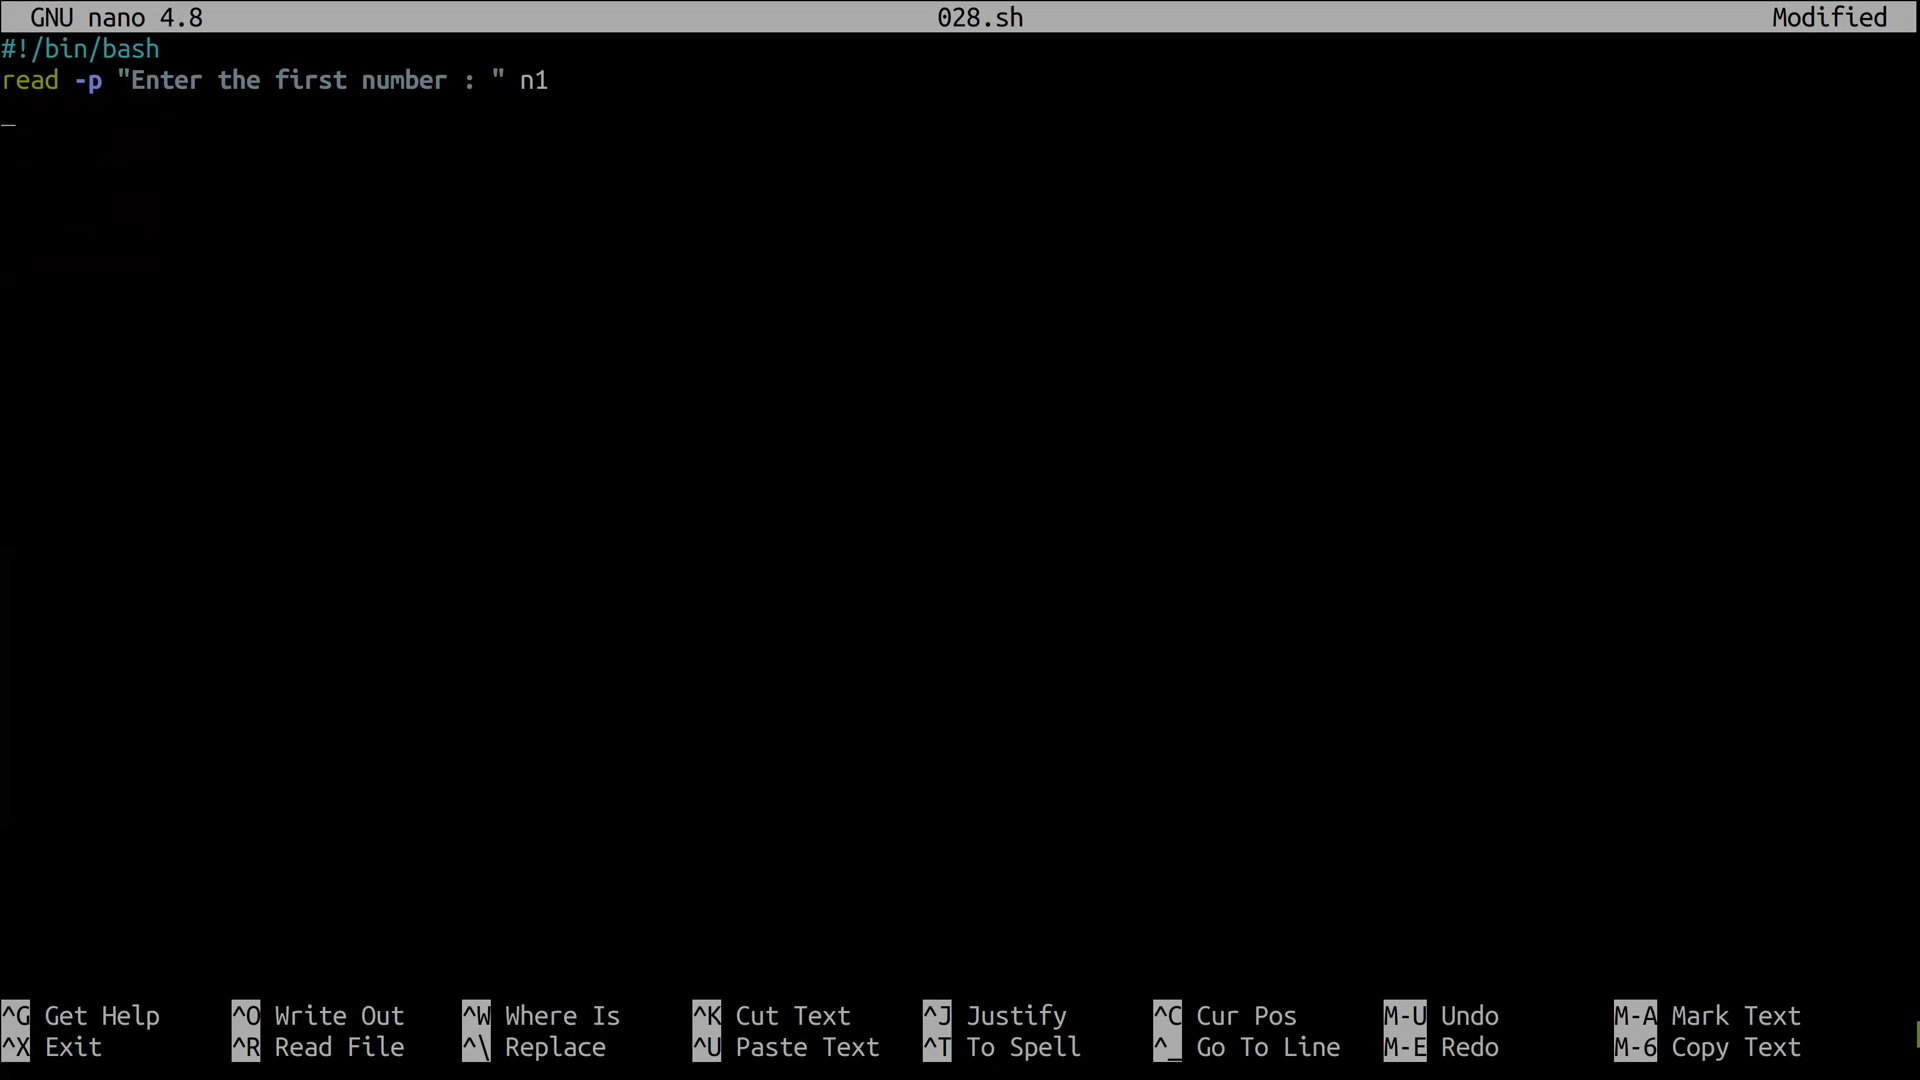 GNU nano 4.8 028.sh Modified
#!/bin/bash
read -p "Enter the first number : " n1
^G Get Help ^O Write Out ^W Where Is ^K Cut Text ^J Justify ^C Cur Pos M-U Undo M-A Mark Text
^X Exit ^R Read File ^\ Replace ^U Paste Text ^T To Spell ^_ Go To Line M-E Redo M-6 Copy Text